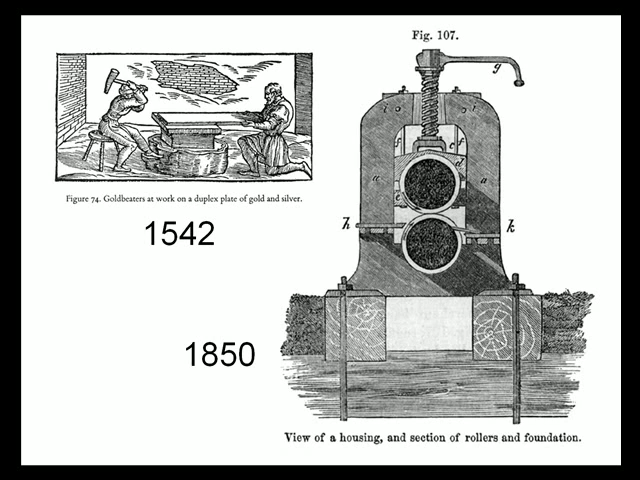 Fig. 107.
g
i
i
f
f
c
d
a
a
e
h
k
Figure 74. Goldbeaters at work on a duplex plate of gold and silver.
1542
1850
View of a housing, and section of rollers and foundation.